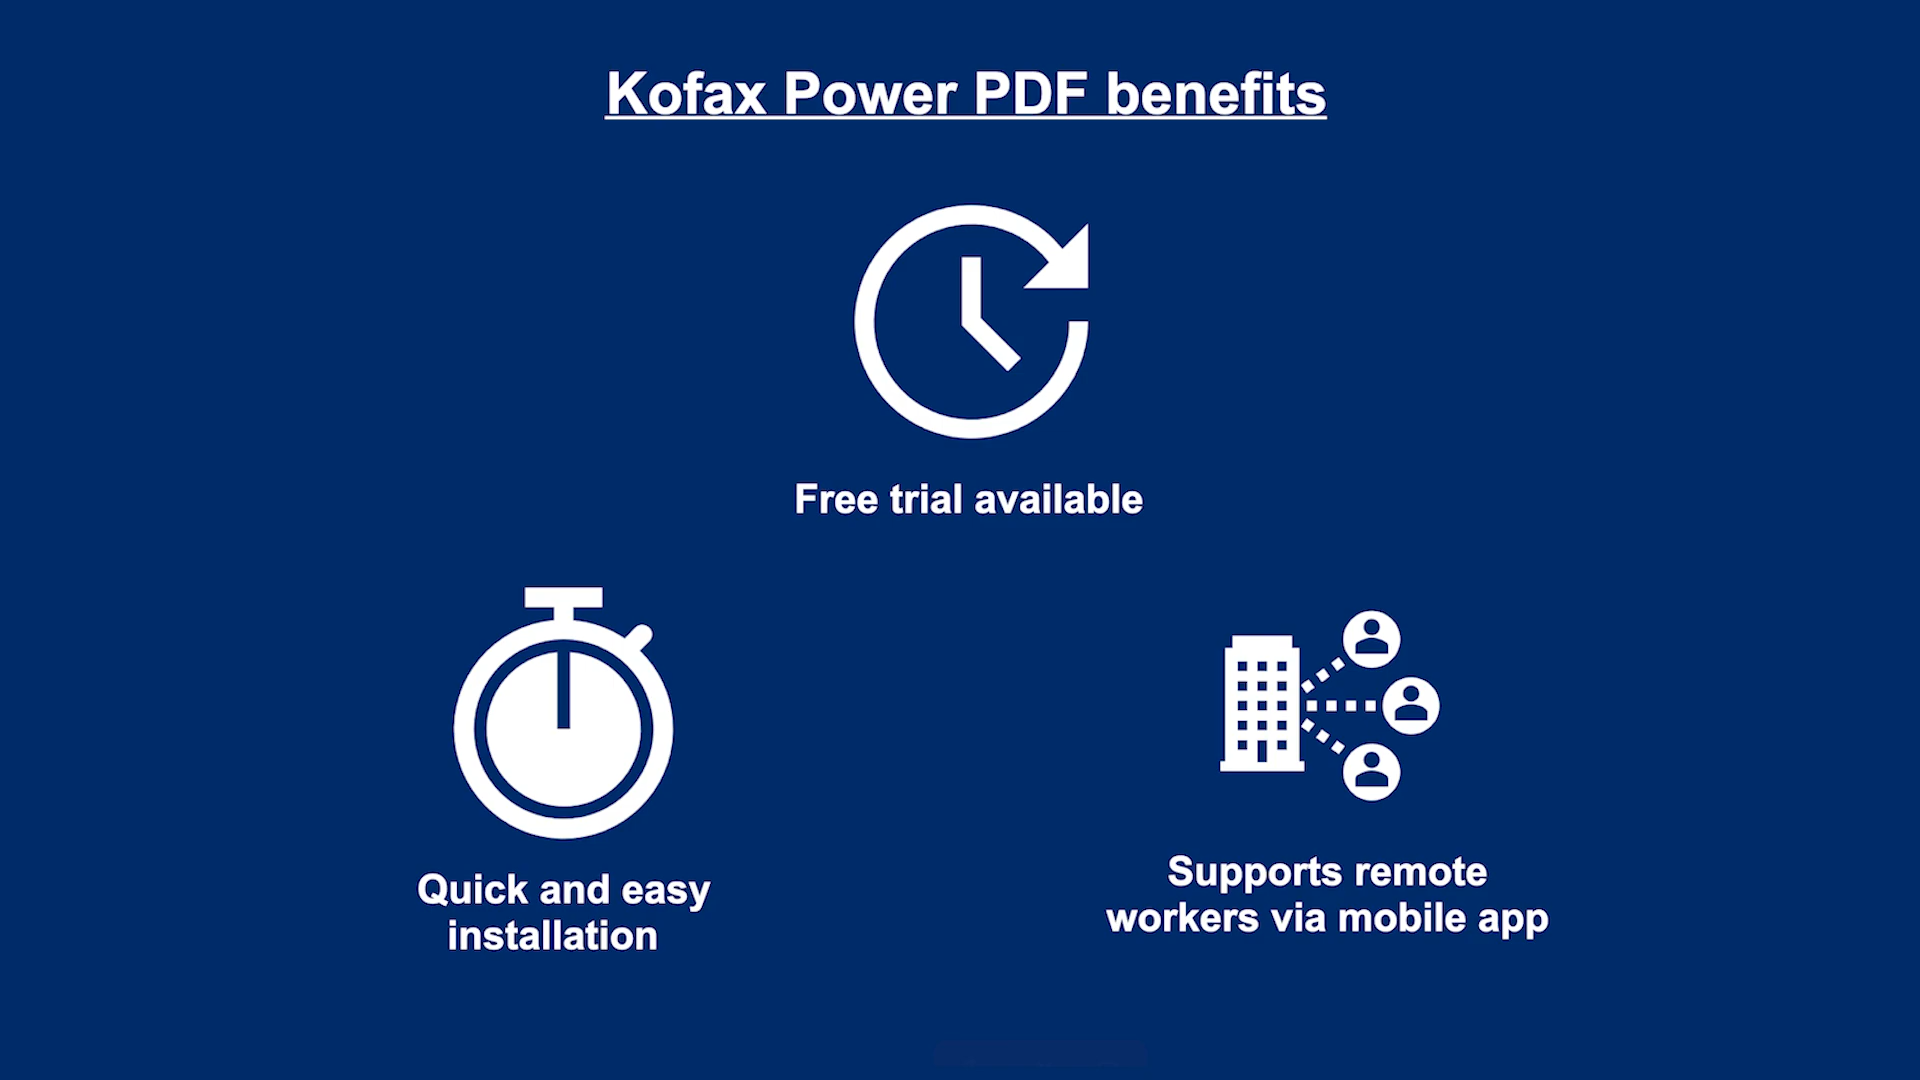 Kofax Power PDF benefits
Free trial available
Quick and easy
installation
Supports remote
workers via mobile app